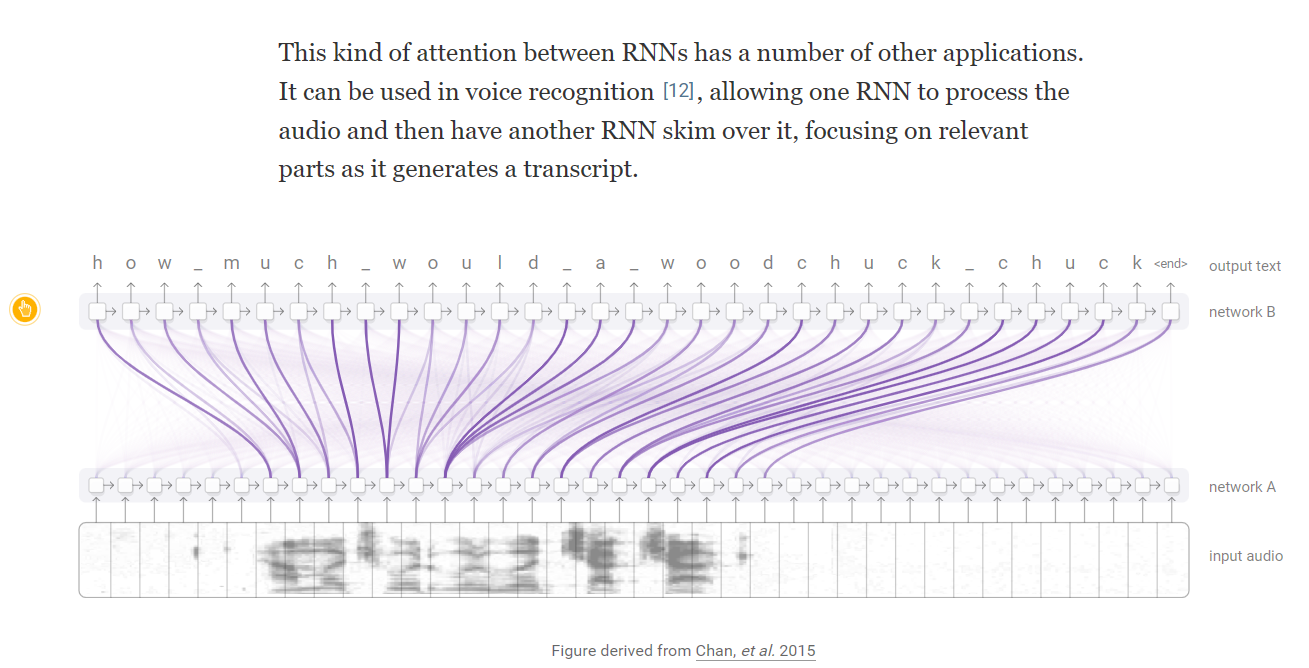 This kind of attention between RNNs has a number of other applications.
It can be used in voice recognition [12], allowing one RNN to process the
audio and then have another RNN skim over it, focusing on relevant
parts as it generates a transcript.
h o w _ m u c h _ w o u l d _ a _ w o o d c h u c k _ c h u c k <end> output text
network B
network A
input audio
Figure derived from Chan, et al. 2015